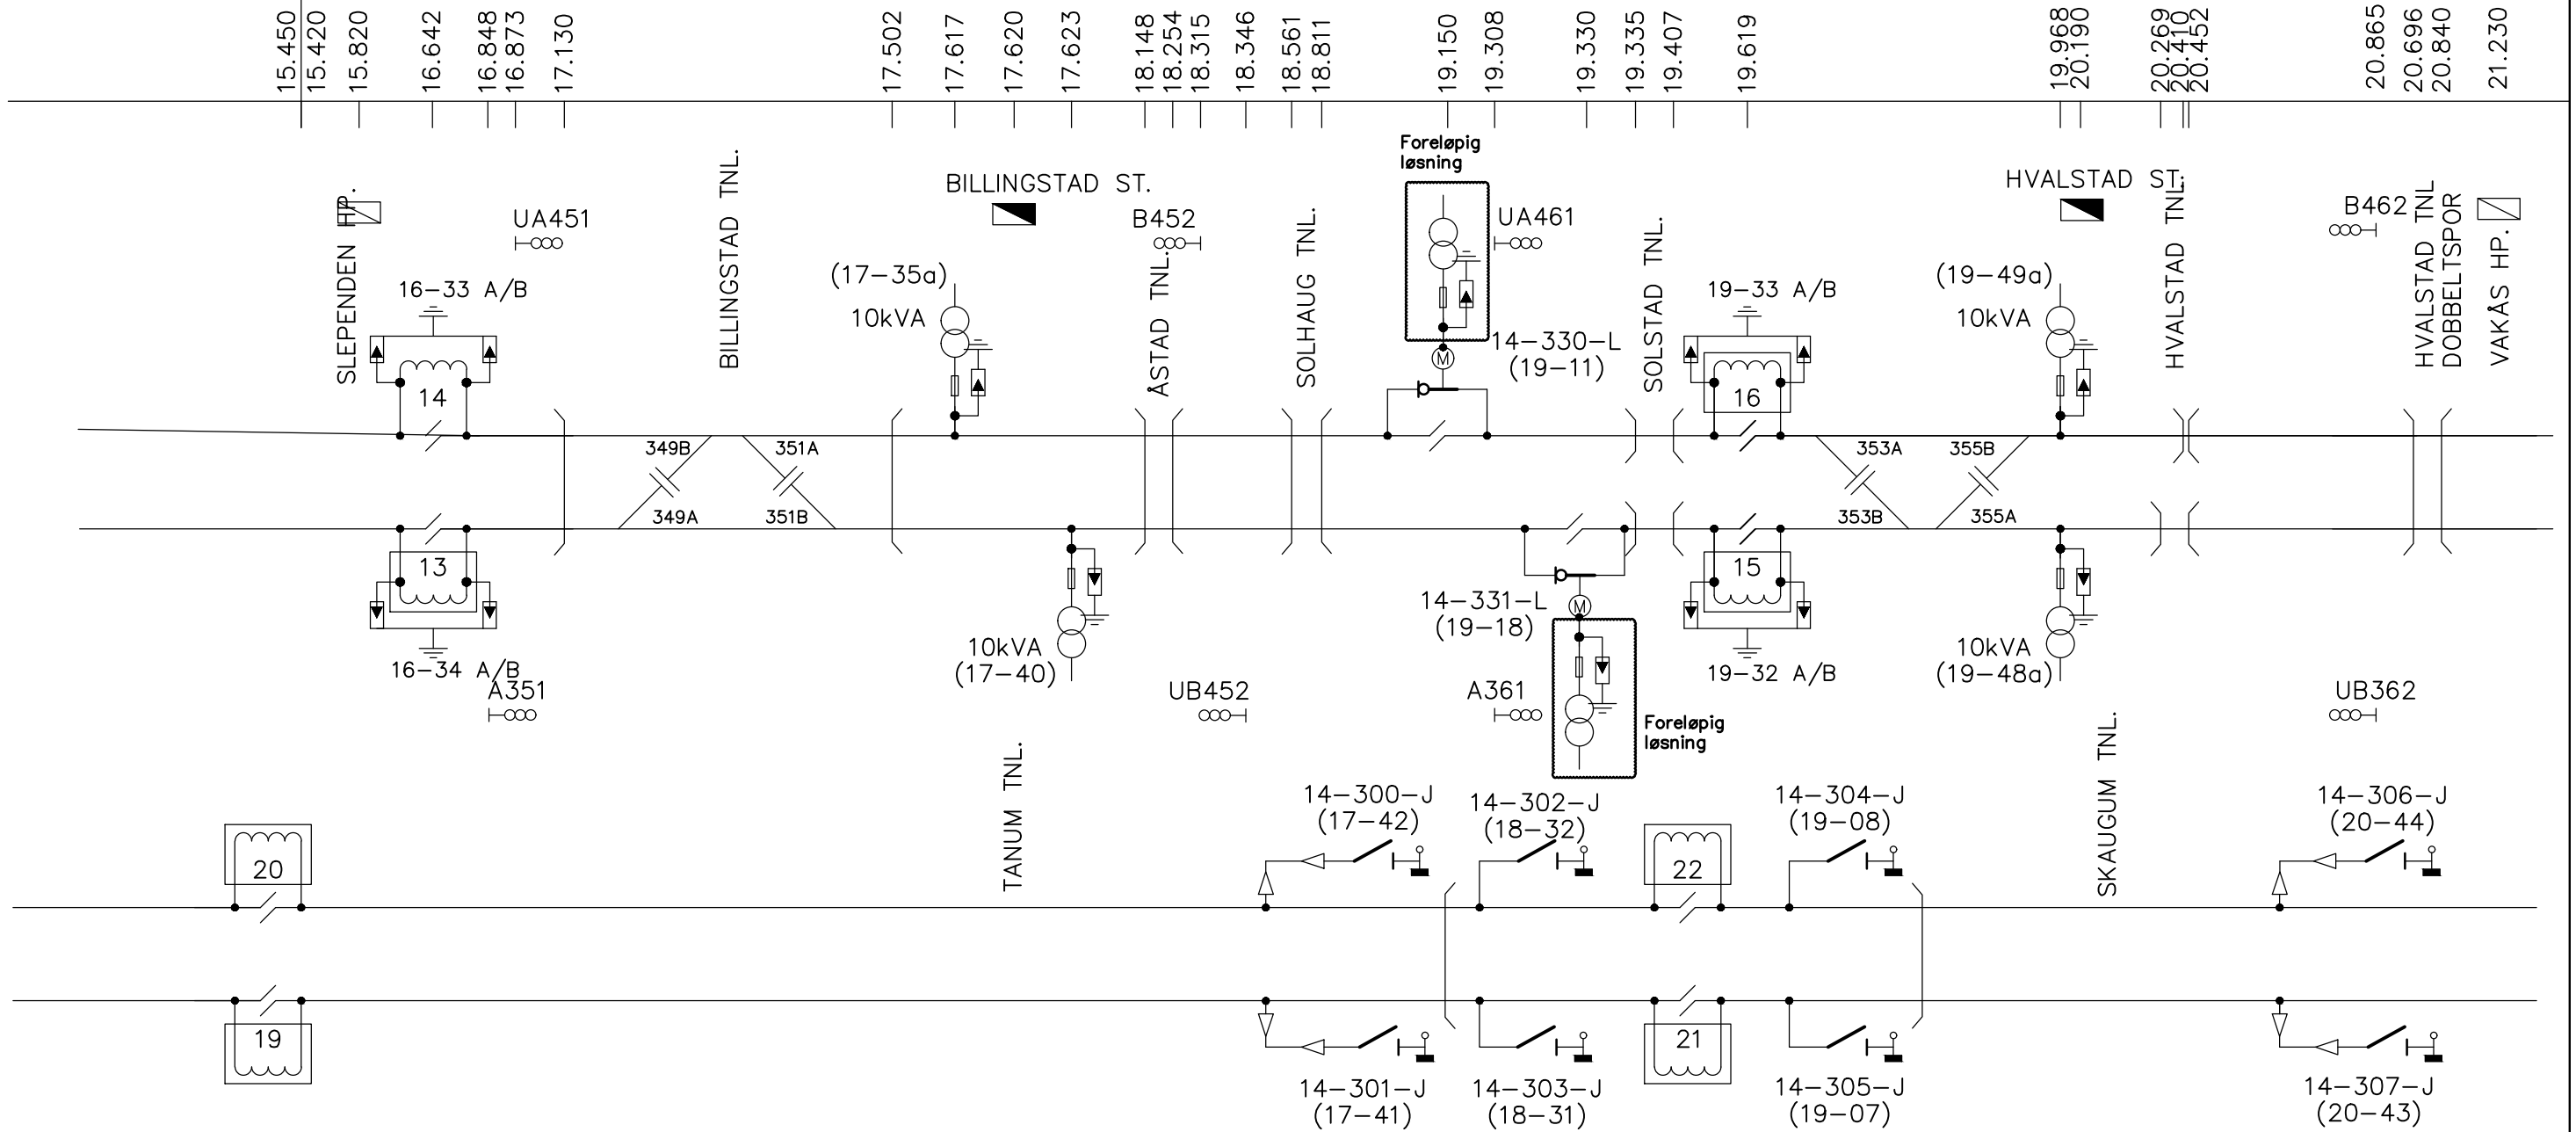 15.450
15.420
15.820
16.642
16.848
16.873
17.130
17.502
17.617
17.620
17.623
18.148
18.254
18.315
18.346
18.561
18.811
19.150
19.308
19.330
19.335
19.407
19.619
19.968
20.190
20.269
20.410
20.452
20.865
20.696
20.840
21.230
Foreløpig
løsning
SLEPENDEN HP.
UA451
BILLINGSTAD TNL.
BILLINGSTAD ST.
B452
ÅSTAD TNL.
SOLHAUG TNL.
UA461
SOLSTAD TNL.
HVALSTAD ST.
HVALSTAD TNL.
B462
HVALSTAD TNL
DOBBELTSPOR
VAKÅS HP.
16-33 A/B
14
(17-35a)
10kVA
M
14-330-L
(19-11)
19-33 A/B
16
(19-49a)
10kVA
349B
351A
353A
355B
349A
351B
353B
355A
13
16-34 A/B
A351
10kVA
(17-40)
UB452
14-331-L
(19-18)
M
A361
Foreløpig
løsning
15
19-32 A/B
10kVA
(19-48a)
UB362
TANUM TNL.
SKAUGUM TNL.
20
14-300-J
(17-42)
14-302-J
(18-32)
22
14-304-J
(19-08)
14-306-J
(20-44)
19
14-301-J
(17-41)
14-303-J
(18-31)
21
14-305-J
(19-07)
14-307-J
(20-43)